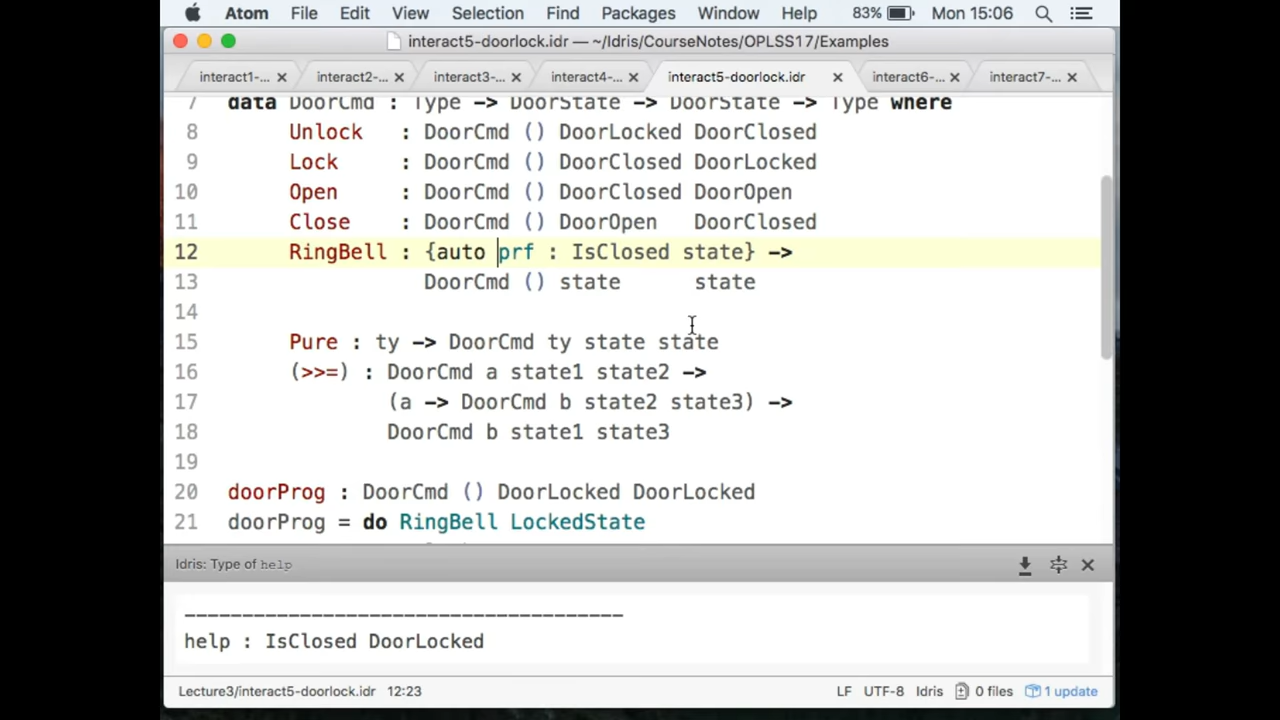 Atom File Edit View Selection Find Packages Window Help 83% Mon 15:06
interact5-doorlock.idr — ~/Idris/CourseNotes/OPLSS17/Examples
interact1-... interact2-... interact3-... interact4-... interact5-doorlock.idr interact6-... interact7-...
7 data DoorCmd : Type -> DoorState -> DoorState -> Type where
8 Unlock : DoorCmd () DoorLocked DoorClosed
9 Lock : DoorCmd () DoorClosed DoorLocked
10 Open : DoorCmd () DoorClosed DoorOpen
11 Close : DoorCmd () DoorOpen DoorClosed
12 RingBell : {auto prf : IsClosed state} ->
13 DoorCmd () state state
14
15 Pure : ty -> DoorCmd ty state state
16 (>>=) : DoorCmd a state1 state2 ->
17 (a -> DoorCmd b state2 state3) ->
18 DoorCmd b state1 state3
19
20 doorProg : DoorCmd () DoorLocked DoorLocked
21 doorProg = do RingBell LockedState
Idris: Type of help
--------------------------------------
help : IsClosed DoorLocked
Lecture3/interact5-doorlock.idr 12:23 LF UTF-8 Idris 0 files 1 update